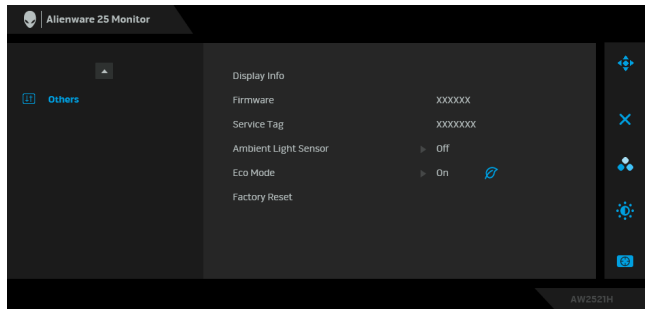 Alienware 25 Monitor
Others
Display Info
Firmware XXXXXX
Service Tag XXXXXXX
Ambient Light Sensor Off
Eco Mode On
Factory Reset
AW2521H